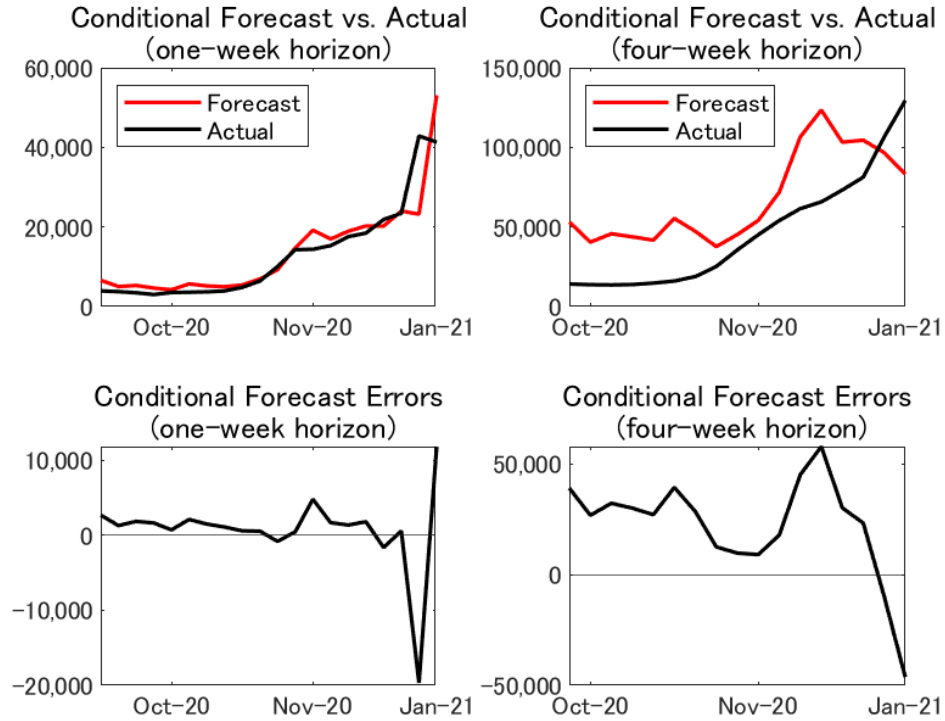 Conditional Forecast vs. Actual
(one-week horizon)
60,000
40,000
20,000
0
Forecast
Actual
Oct-20
Nov-20
Jan-21
Conditional Forecast vs. Actual
(four-week horizon)
150,000
100,000
50,000
0
Forecast
Actual
Oct-20
Nov-20
Jan-21
Conditional Forecast Errors
(one-week horizon)
10,000
0
-10,000
-20,000
Oct-20
Nov-20
Jan-21
Conditional Forecast Errors
(four-week horizon)
50,000
0
-50,000
Oct-20
Nov-20
Jan-21